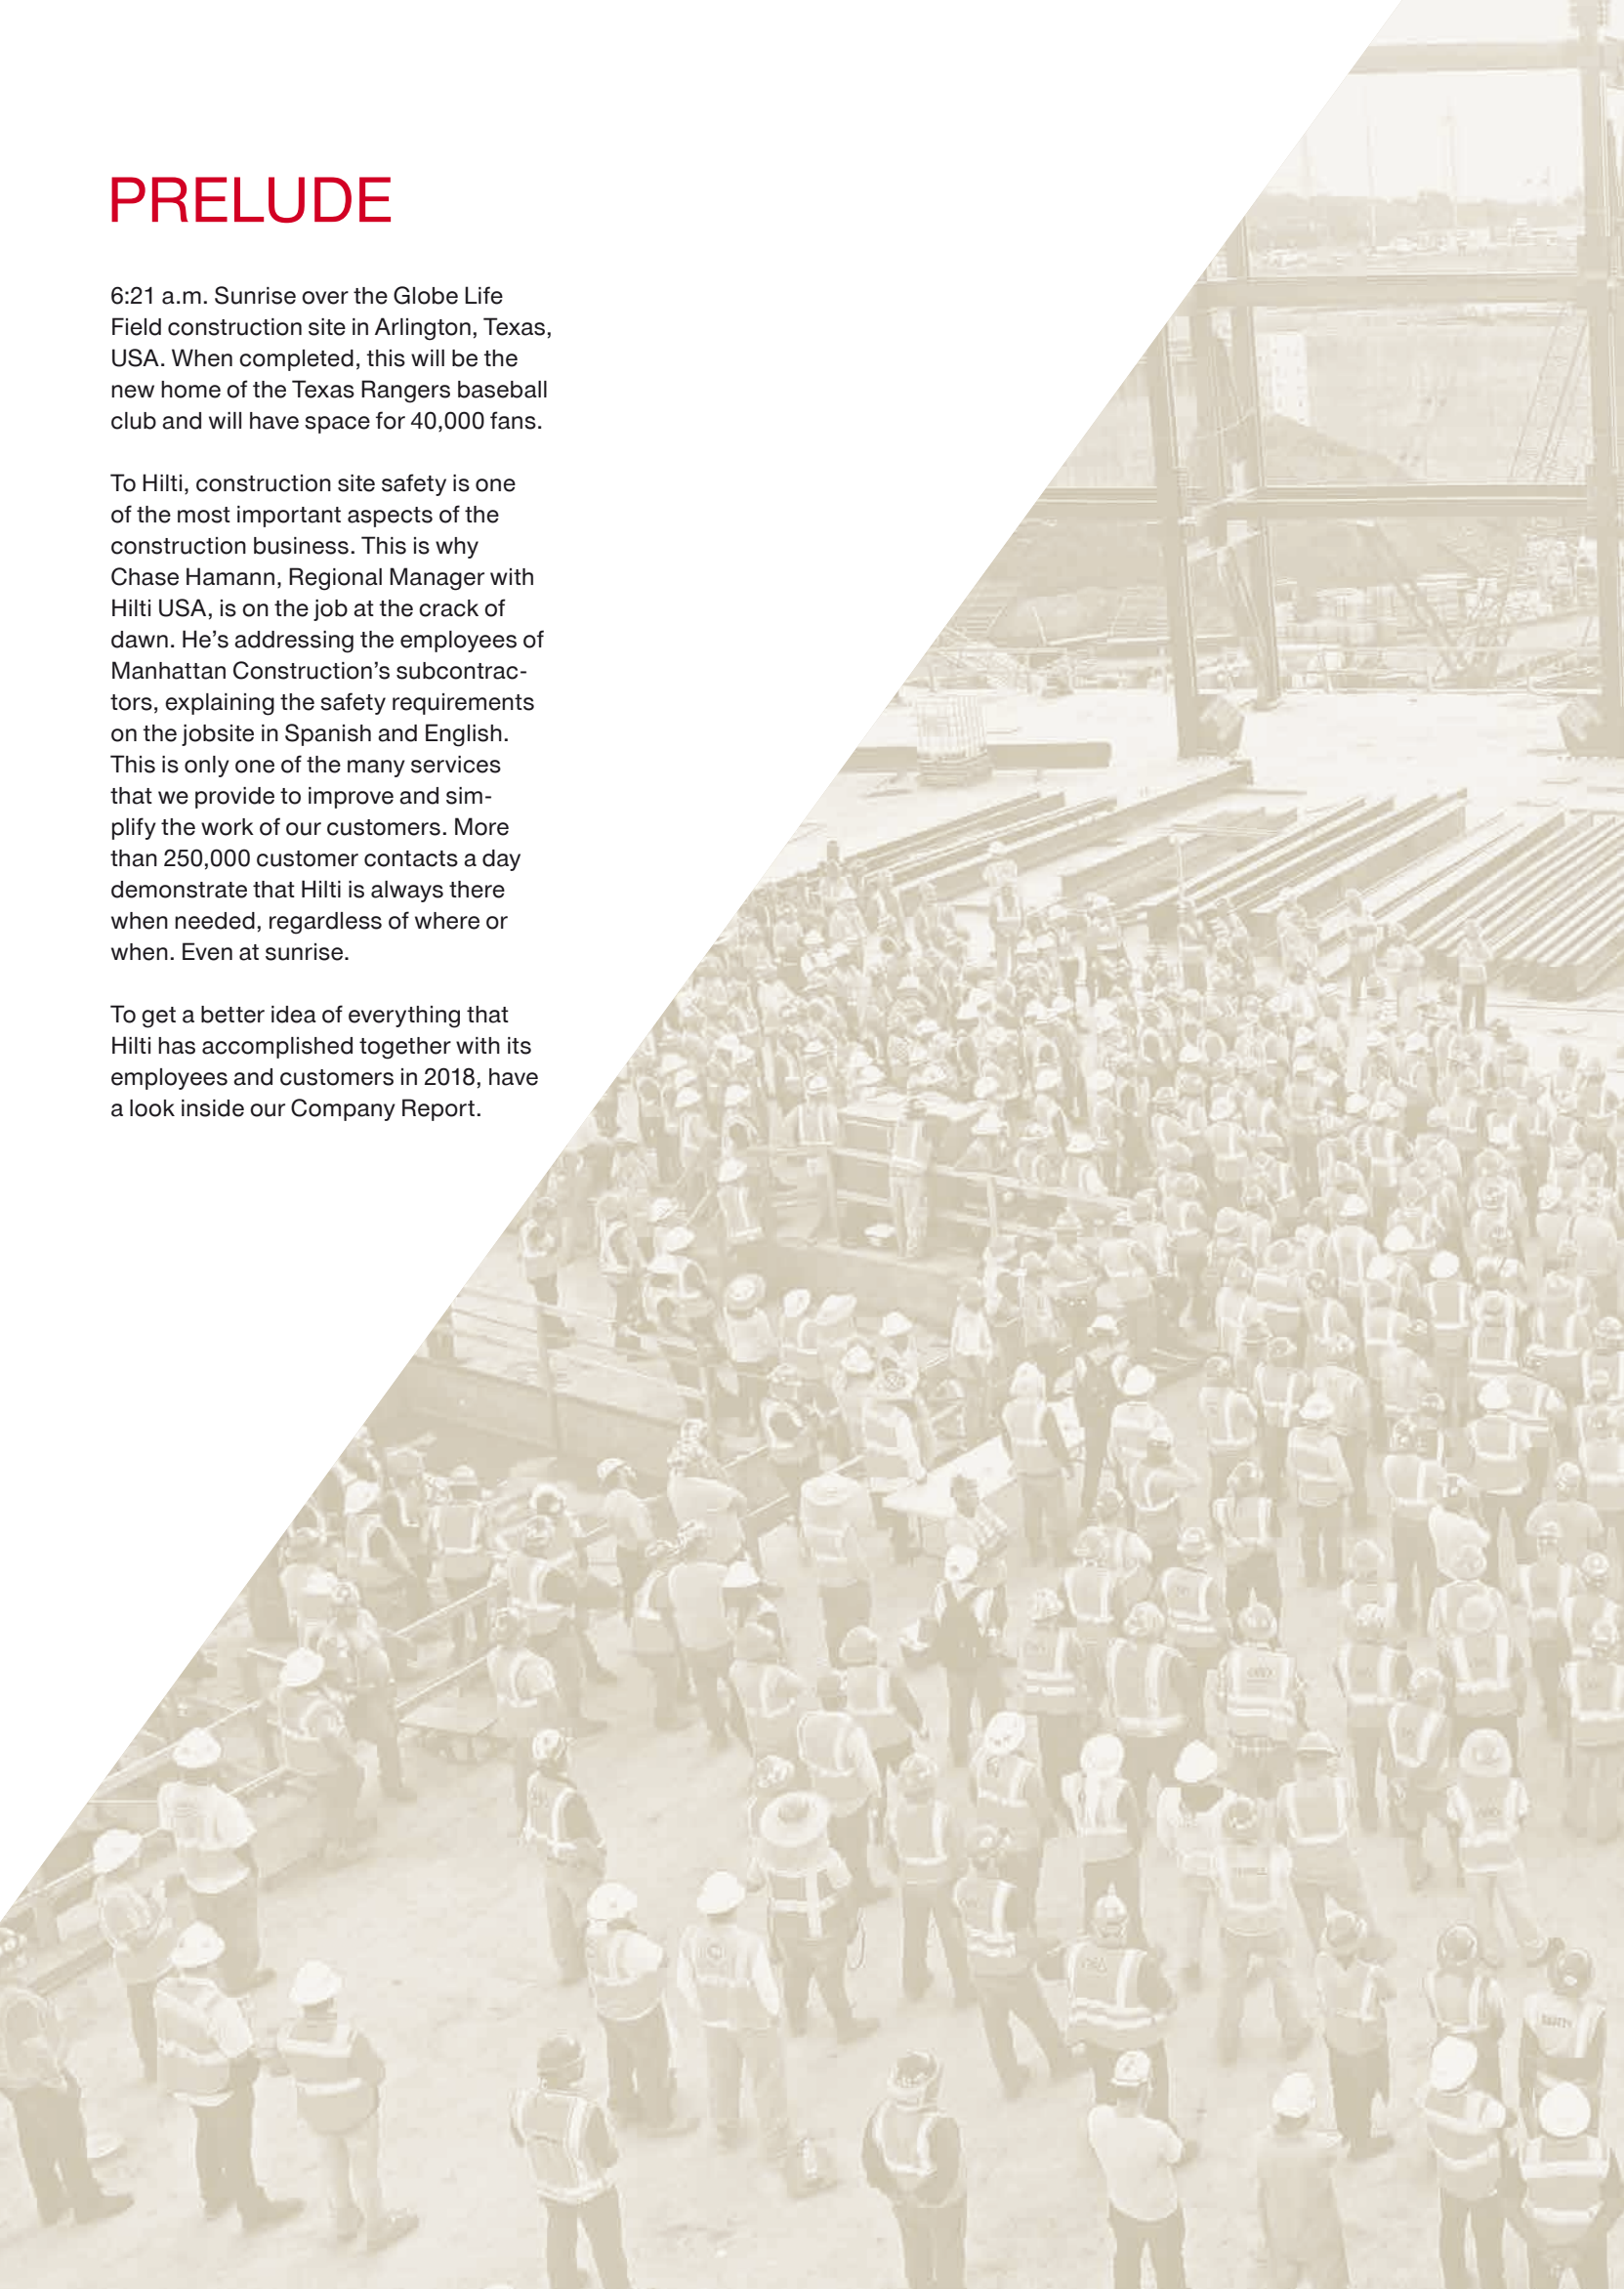 PRELUDE
6:21 a.m. Sunrise over the Globe Life
Field construction site in Arlington, Texas,
USA. When completed, this will be the
new home of the Texas Rangers baseball
club and will have space for 40,000 fans.
To Hilti, construction site safety is one
of the most important aspects of the
construction business. This is why
Chase Hamann, Regional Manager with
Hilti USA, is on the job at the crack of
dawn. He’s addressing the employees of
Manhattan Construction’s subcontrac-
tors, explaining the safety requirements
on the jobsite in Spanish and English.
This is only one of the many services
that we provide to improve and sim-
plify the work of our customers. More
than 250,000 customer contacts a day
demonstrate that Hilti is always there
when needed, regardless of where or
when. Even at sunrise.
To get a better idea of everything that
Hilti has accomplished together with its
employees and customers in 2018, have
a look inside our Company Report.